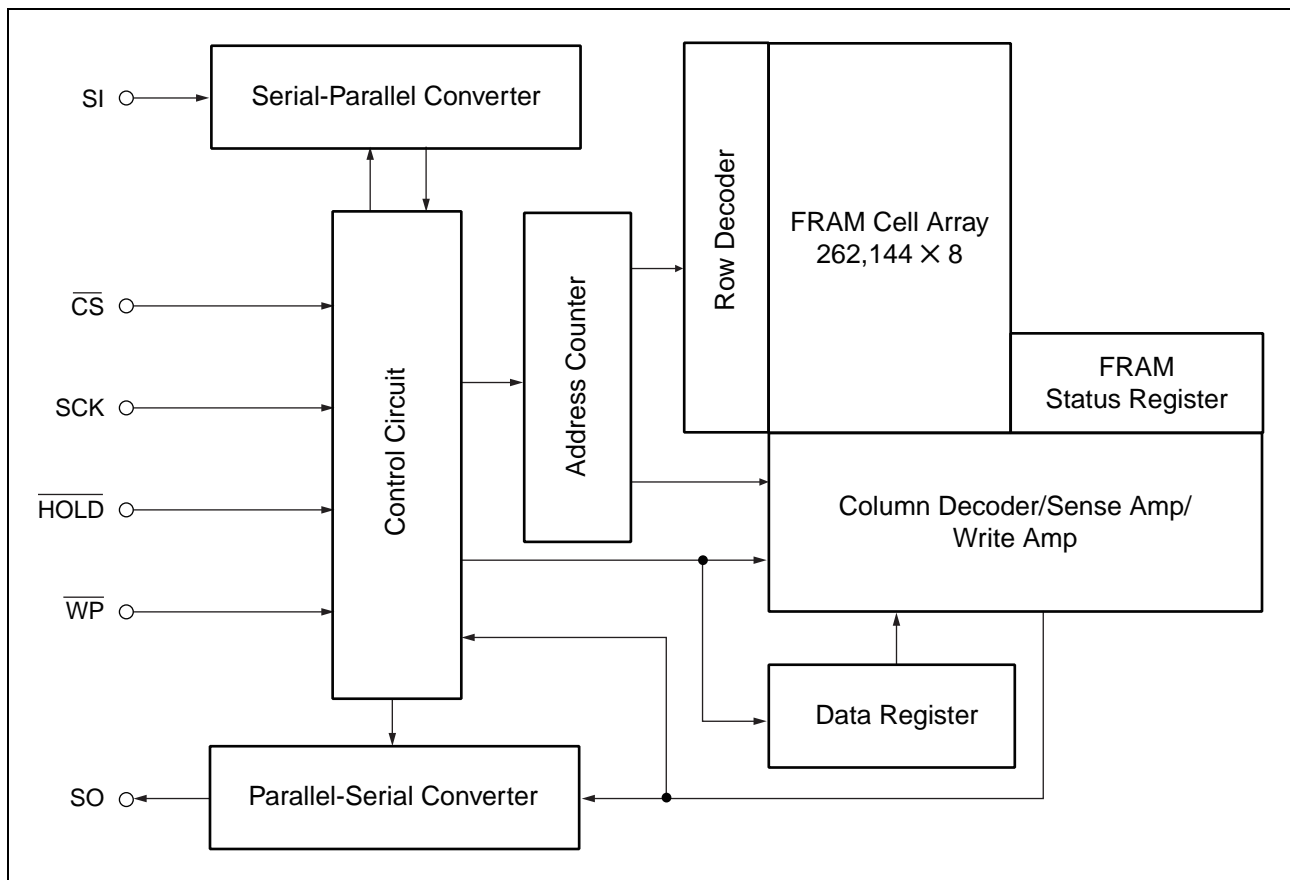 SI
Serial-Parallel Converter
CS
SCK
HOLD
WP
Control Circuit
Address Counter
Row Decoder
FRAM Cell Array
262,144 × 8
FRAM
Status Register
Column Decoder/Sense Amp/
Write Amp
Data Register
SO
Parallel-Serial Converter